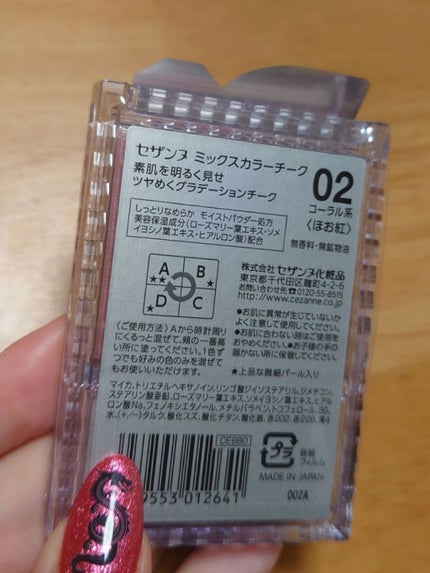 セザンヌ ミックスカラーチーク
素肌を明るく見せ
ツヤめくグラデーションチーク
02
コーラル系
〈ほお紅〉
しっとりなめらか モイストパウダー処方
美容保湿成分(ローズマリー葉エキス・ソメ
イヨシノ葉エキス・ヒアルロン酸)配合
無香料・無鉱物油
A B
★★ ★
D C
株式会社 セザンヌ化粧品
東京都千代田区麹町4-2-6
お問い合わせ先☎0120-55-8515
http://www.cezanne.co.jp
〈ご使用方法〉Aから時計周り
にくるっと混ぜて、頬の一番高
い所に塗ってください。1色ず
つでも好みの色のみを混ぜて
もお使いいただけます。
●お肌に異常が生じていないか
よく注意して使用してください。
●お肌に合わない時はご使用を
おやめください。●お子様の手の
届かない所に保管してください。
★上品な微細パール入り
マイカ,トリエチルヘキサノイン,リンゴ酸ジイソステアリル,ジメチコン,
ステアリン酸亜鉛,ローズマリー葉エキス,ソメイヨシノ葉エキス,ヒアル
ロン酸Na,フェノキシエタノール,メチルパラベン,トコフェロール,BG,
水,(+/-)タルク,酸化スズ,酸化チタン,酸化鉄,赤202,赤226,黄4
CE680
9553 012641
プラ
容器
フィルム
MADE IN JAPAN
002A